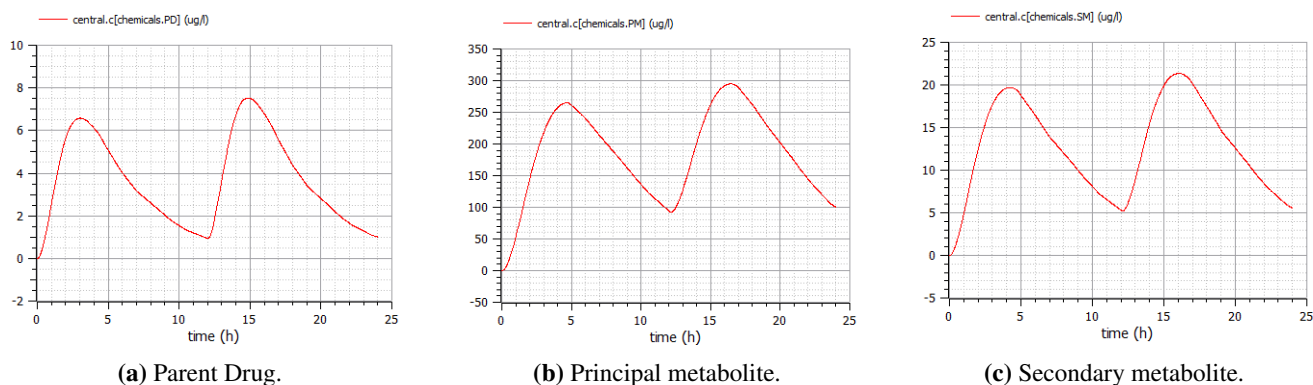 central.c[chemicals.PD] (ug/l)
10
8
6
4
2
0
-2
0 5 10 15 20 25
time (h)
(a) Parent Drug.
central.c[chemicals.PM] (ug/l)
350
300
250
200
150
100
50
0
-50
0 5 10 15 20 25
time (h)
(b) Principal metabolite.
central.c[chemicals.SM] (ug/l)
25
20
15
10
5
0
-5
0 5 10 15 20 25
time (h)
(c) Secondary metabolite.